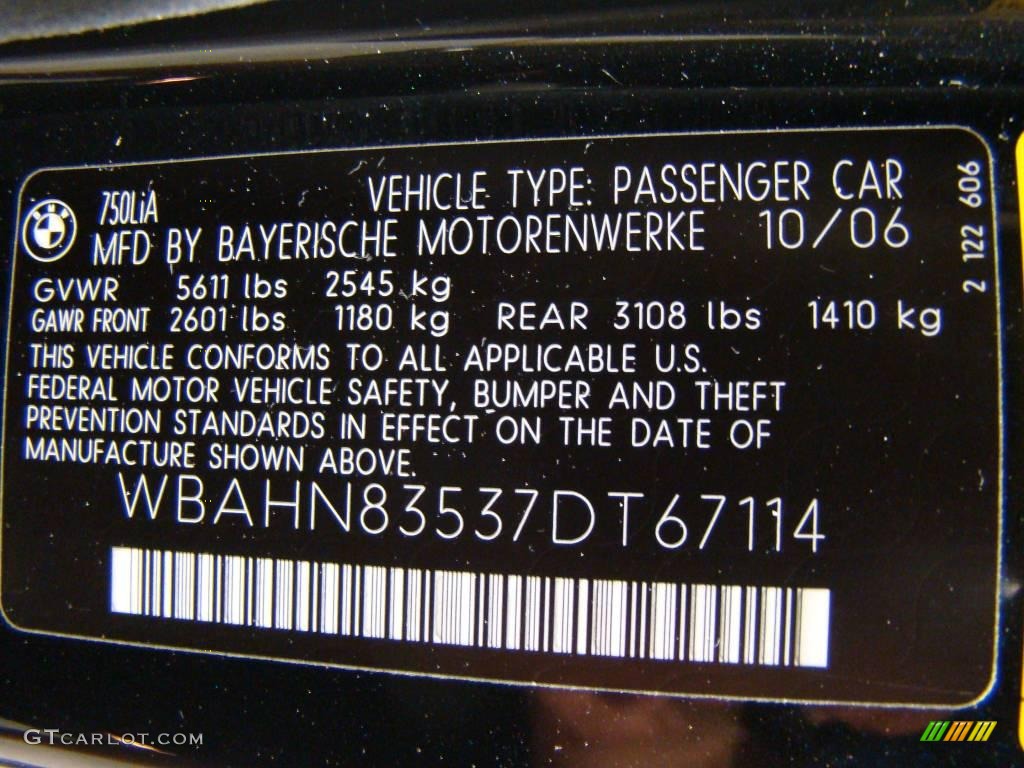 750LiA
VEHICLE TYPE: PASSENGER CAR
MFD BY BAYERISCHE MOTORENWERKE 10/06
GVWR 5611 lbs 2545 kg
GAWR FRONT 2601 lbs 1180 kg REAR 3108 lbs 1410 kg
THIS VEHICLE CONFORMS TO ALL APPLICABLE U.S.
FEDERAL MOTOR VEHICLE SAFETY, BUMPER AND THEFT
PREVENTION STANDARDS IN EFFECT ON THE DATE OF
MANUFACTURE SHOWN ABOVE.
WBAHN83537DT67114
2 122 606
GTCARLOT.COM